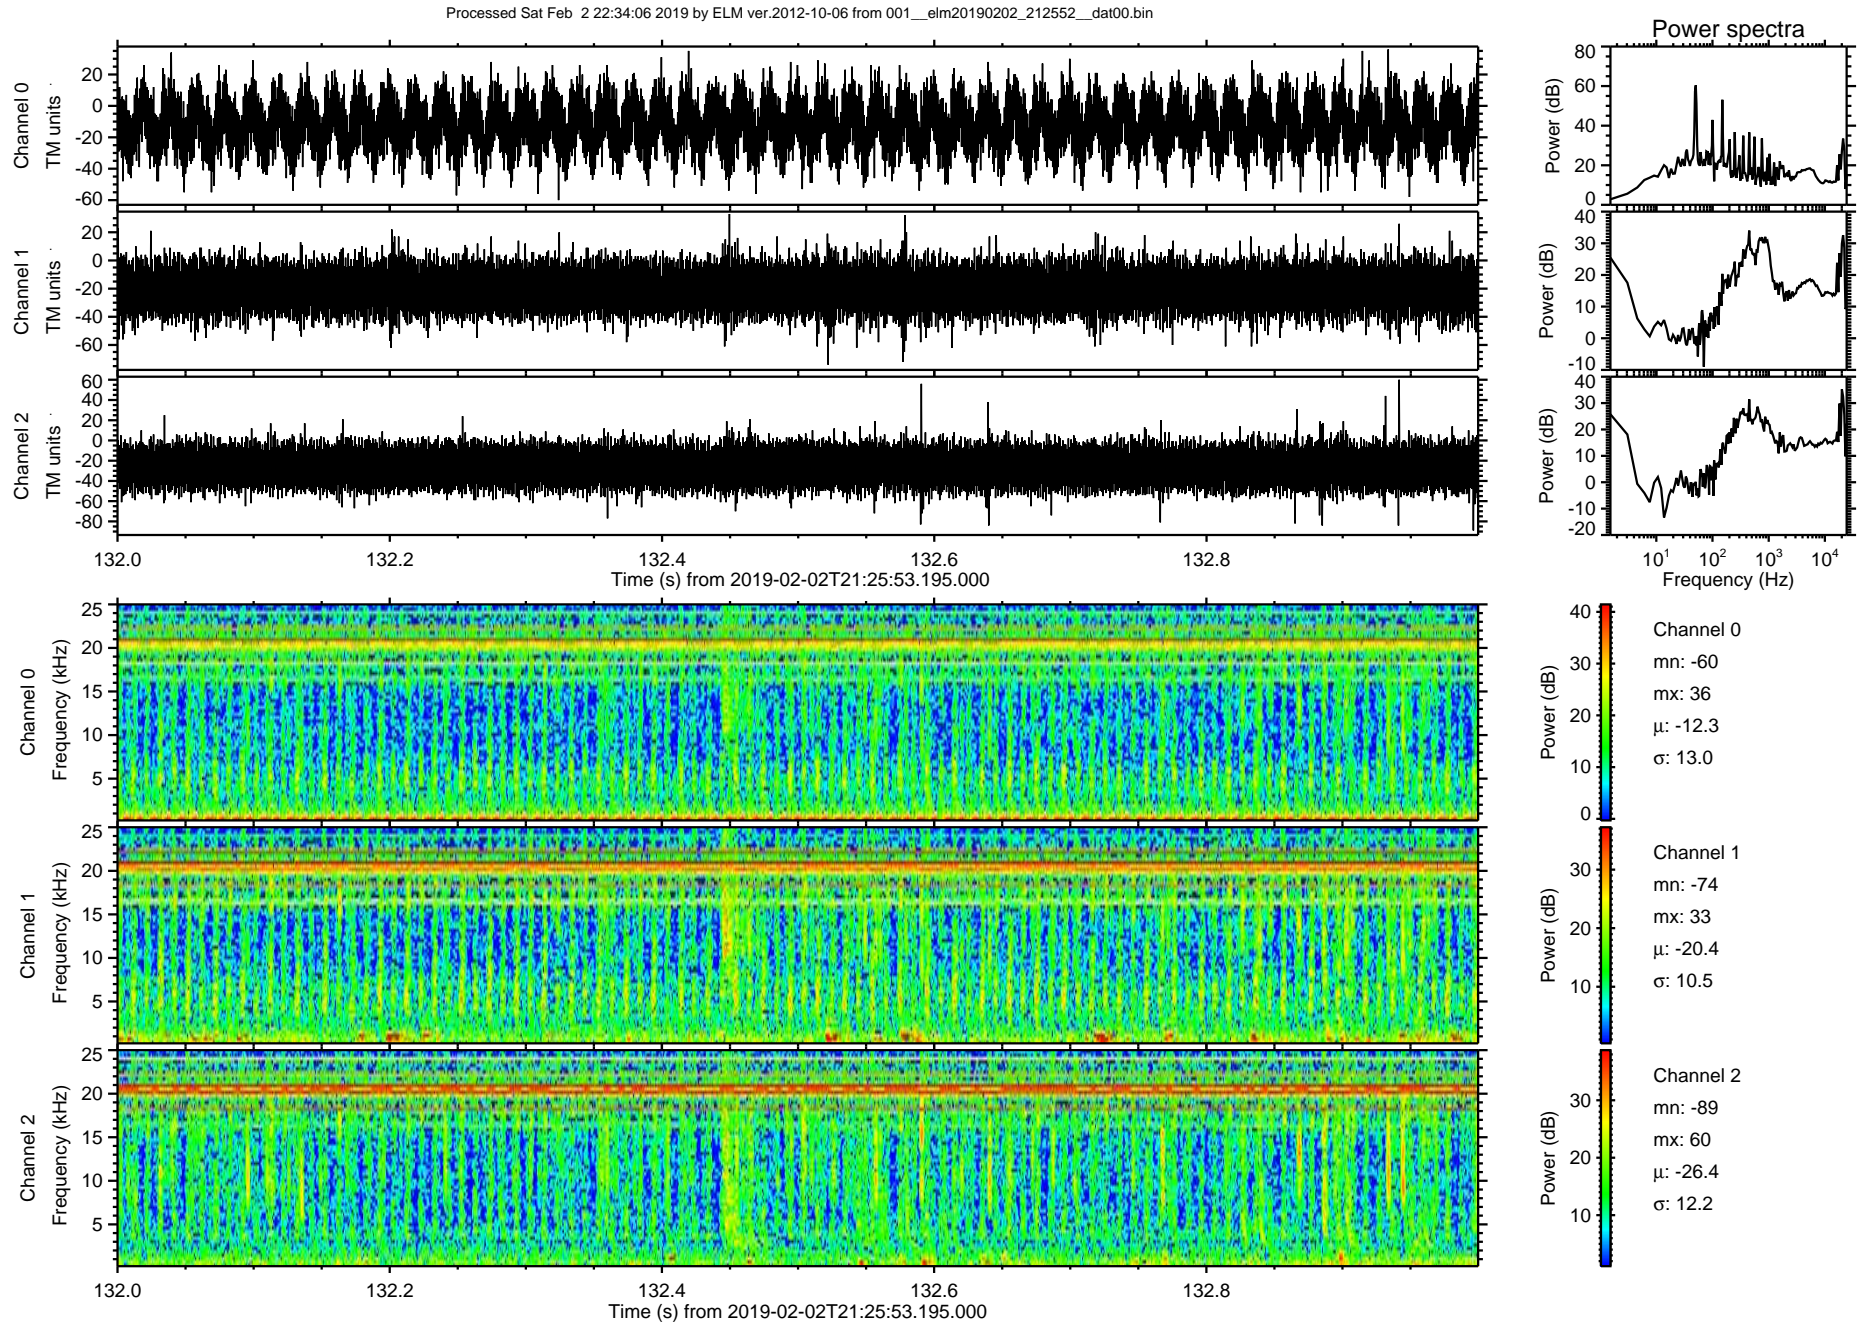 Processed Sat Feb  2 22:34:06 2019 by ELM ver.2012-10-06 from 001__elm20190202_212552__dat00.bin
Power spectra
Channel 0
TM units
20
0
-20
-40
-60
Power (dB)
80
60
40
20
0
Channel 1
TM units
20
0
-20
-40
-60
Power (dB)
40
30
20
10
0
-10
Channel 2
TM units
60
40
20
0
-20
-40
-60
-80
Power (dB)
40
30
20
10
0
-10
-20
132.0 132.2 132.4 132.6 132.8
Time (s) from 2019-02-02T21:25:53.195.000
10^1 10^2 10^3 10^4
Frequency (Hz)
Channel 0
Frequency (kHz)
25
20
15
10
5
Power (dB)
40
30
20
10
0
Channel 0
mn: -60
mx: 36
μ: -12.3
σ: 13.0
Channel 1
Frequency (kHz)
25
20
15
10
5
Power (dB)
30
20
10
Channel 1
mn: -74
mx: 33
μ: -20.4
σ: 10.5
Channel 2
Frequency (kHz)
25
20
15
10
5
Power (dB)
30
20
10
Channel 2
mn: -89
mx: 60
μ: -26.4
σ: 12.2
132.0 132.2 132.4 132.6 132.8
Time (s) from 2019-02-02T21:25:53.195.000